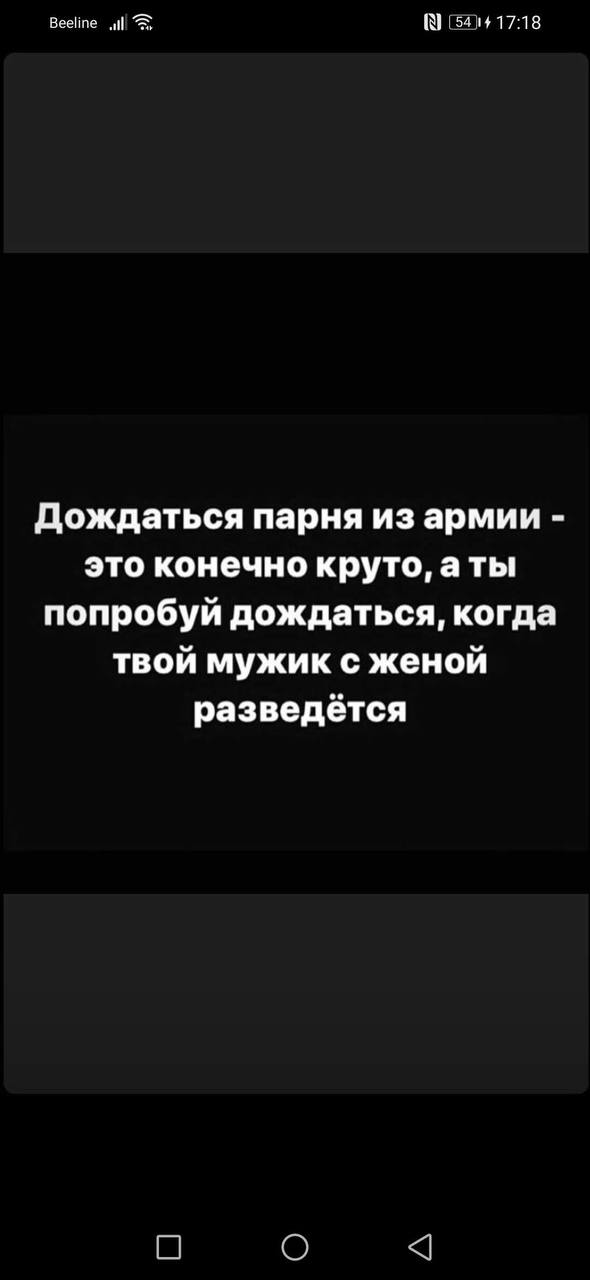 Beeline 54 17:18
Дождаться парня из армии -
это конечно круто, а ты
попробуй дождаться, когда
твой мужик с женой
разведётся